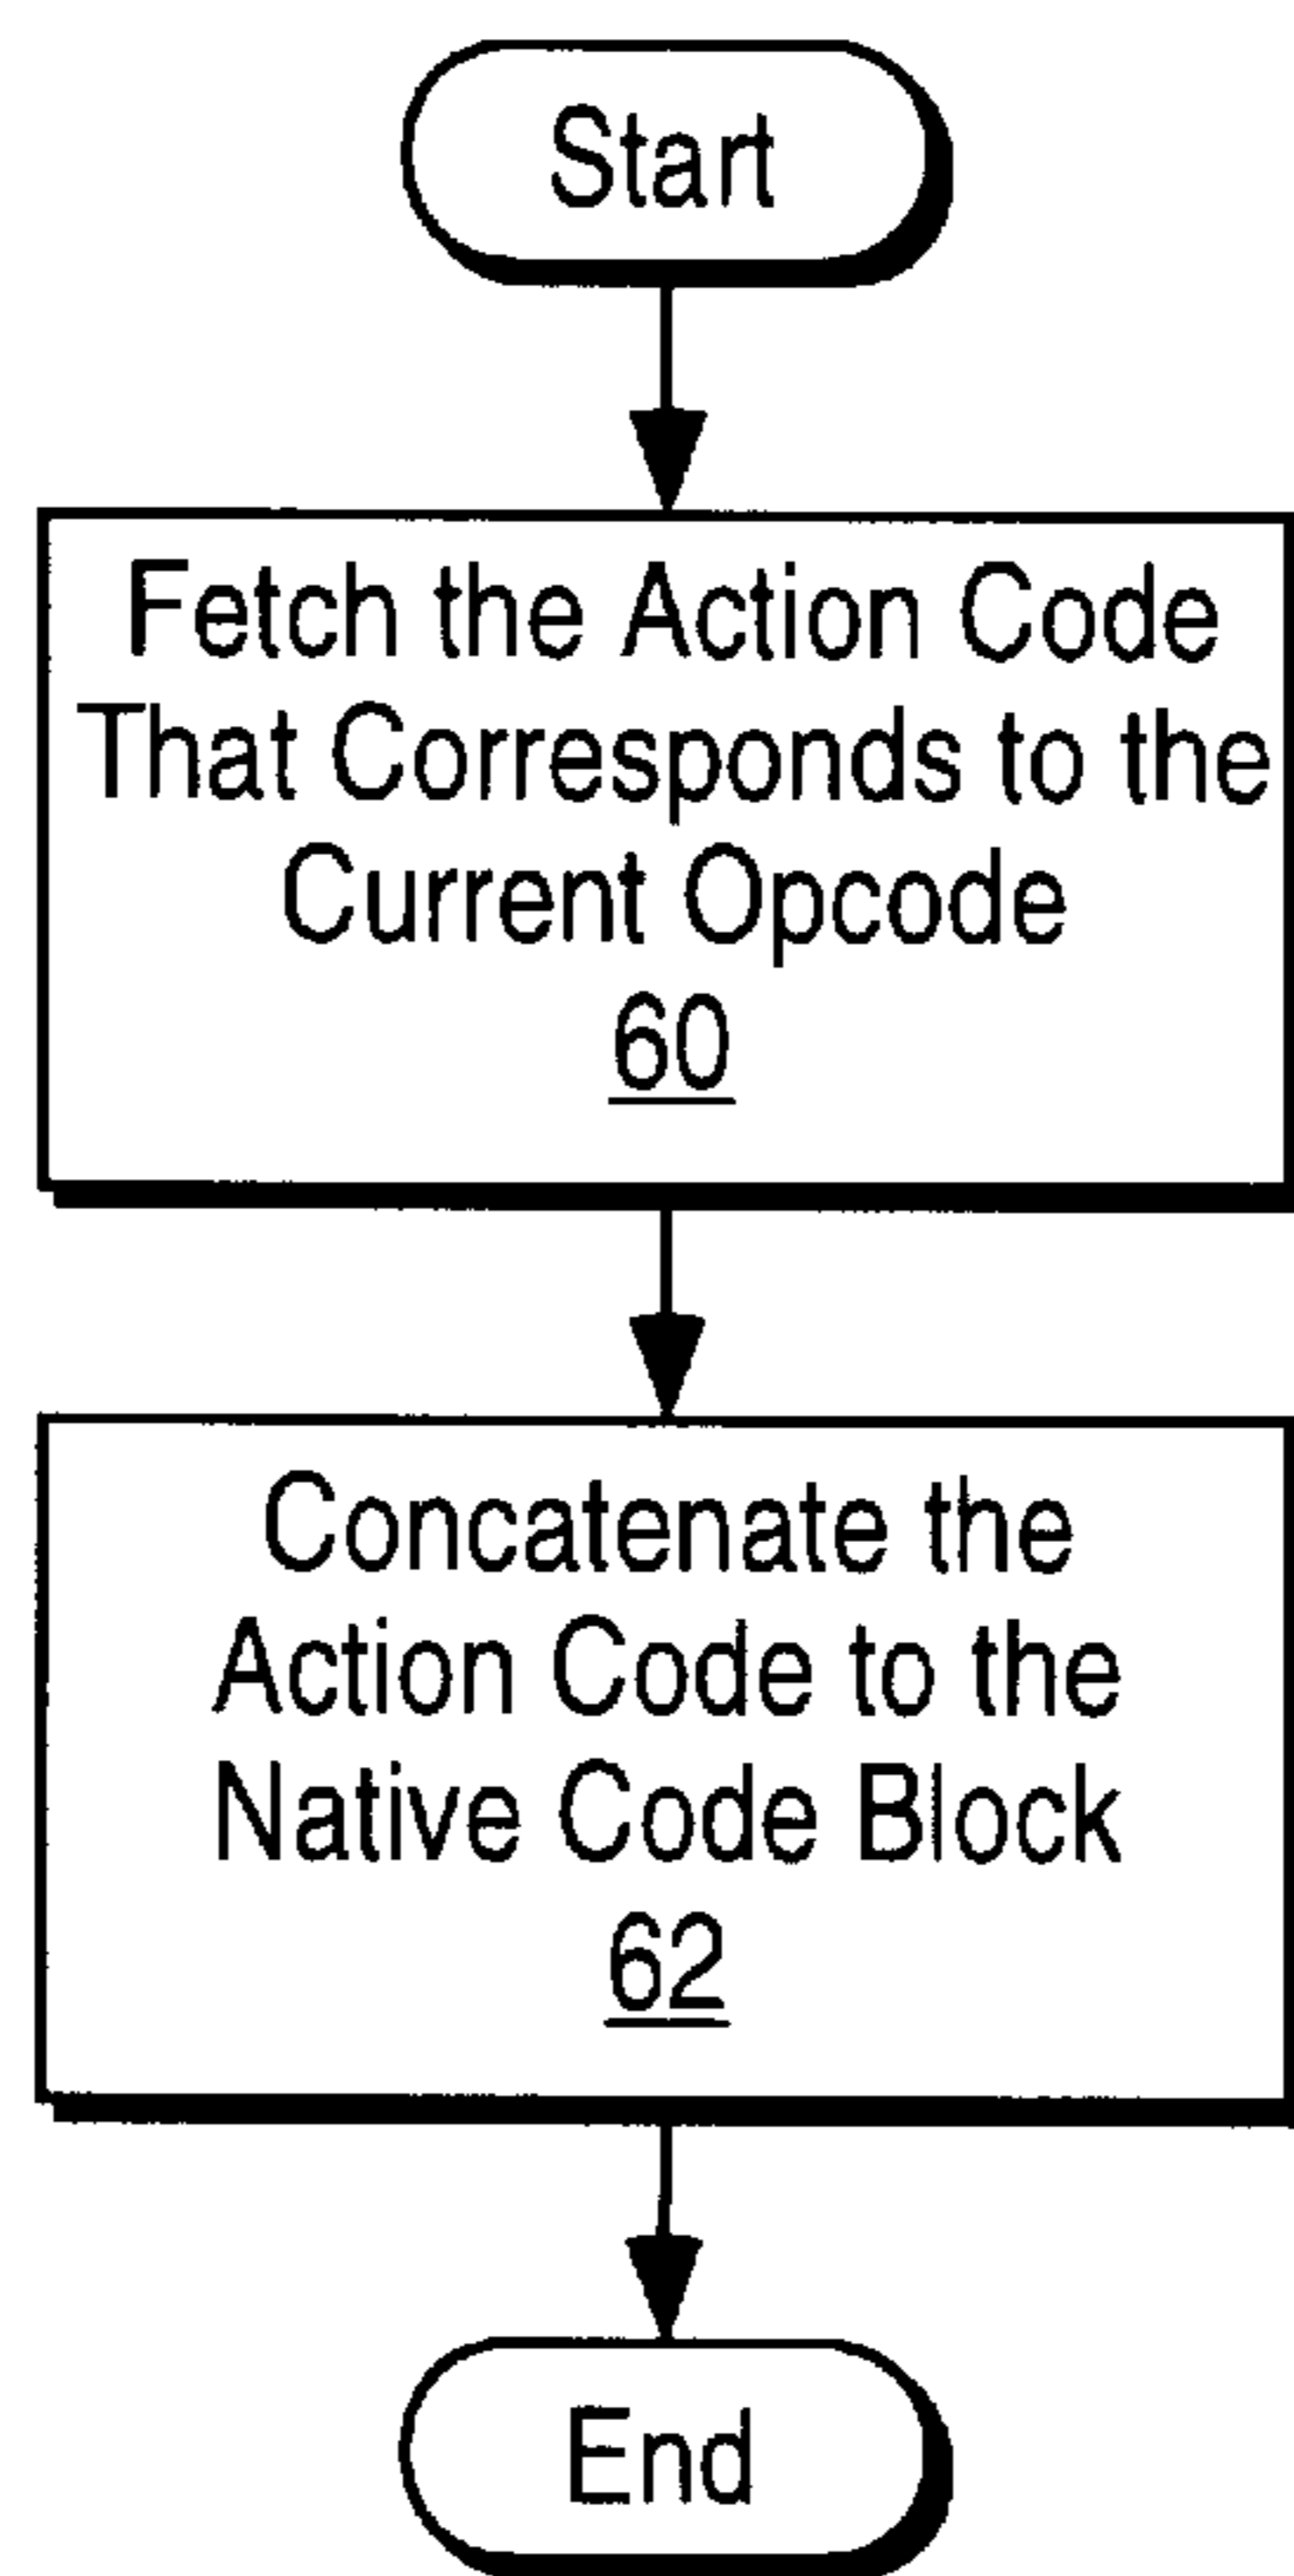 Start
Fetch the Action Code
That Corresponds to the
Current Opcode
60
Concatenate the
Action Code to the
Native Code Block
62
End